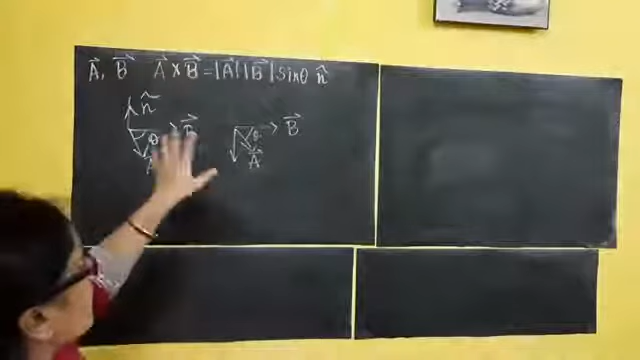 A⃗, B⃗ A⃗ × B⃗ = |A⃗||B⃗| sinθ n̂
n̂
θ B⃗ θ B⃗
A⃗ A⃗